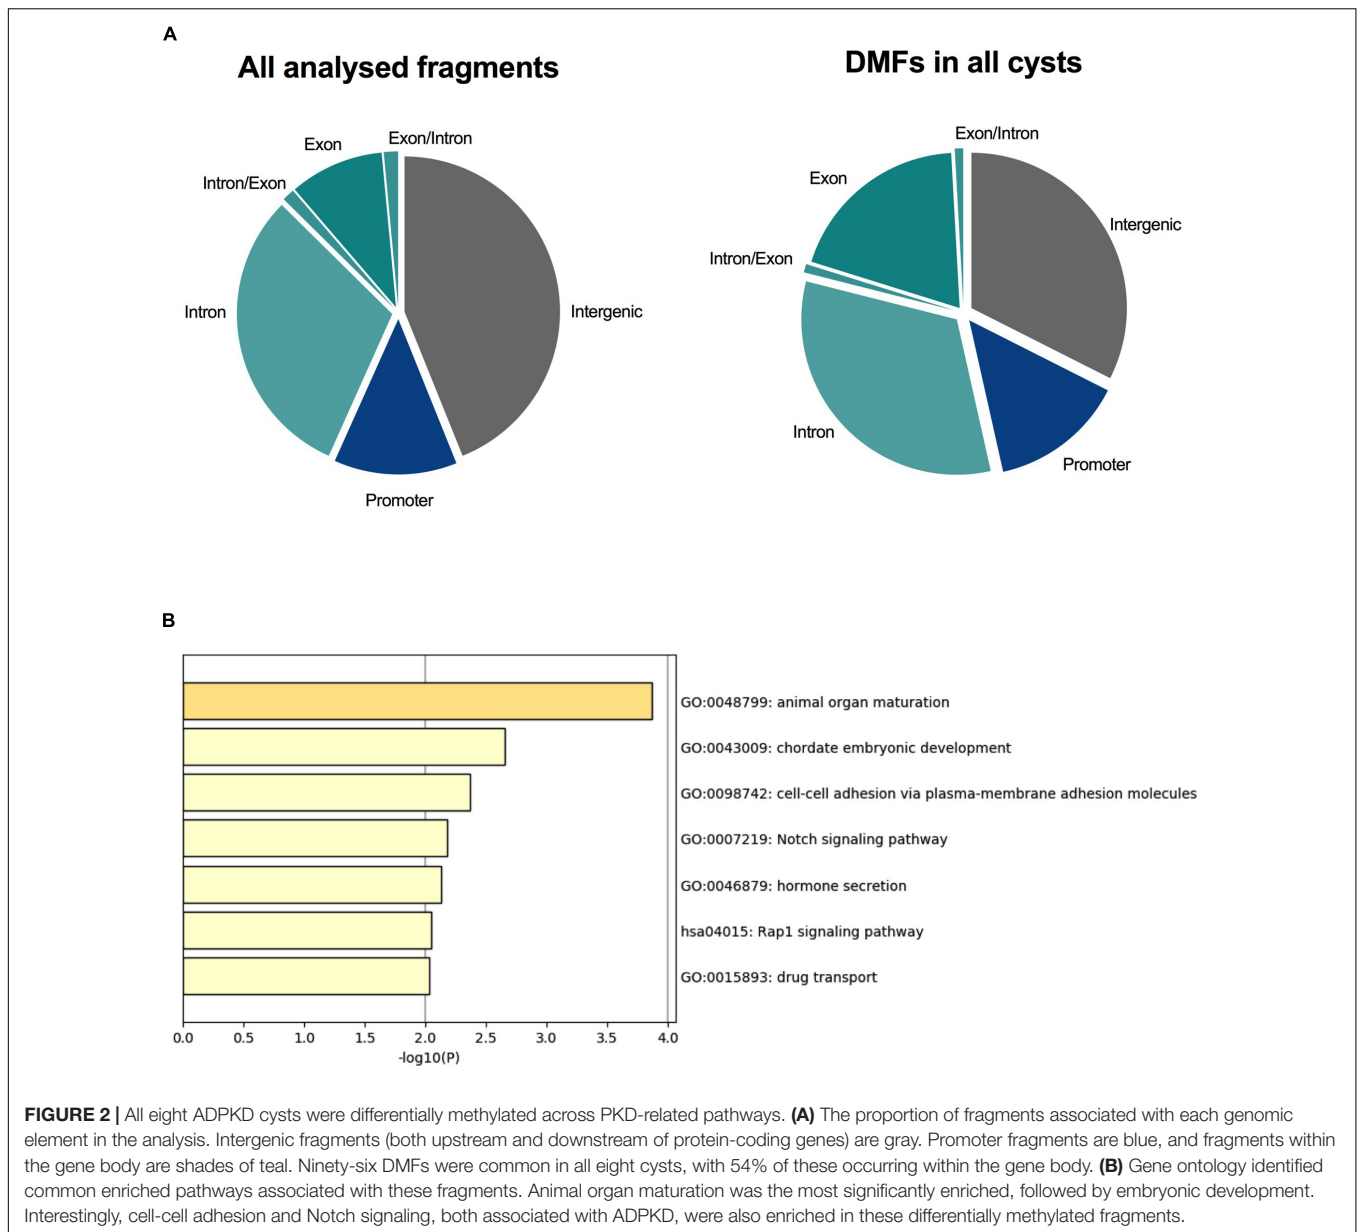 A
All analysed fragments
DMFs in all cysts
Exon/Intron
Exon
Intron/Exon
Intron
Intergenic
Promoter
Exon/Intron
Exon
Intergenic
Intron/Exon
Intron
Promoter
B
GO:0048799: animal organ maturation
GO:0043009: chordate embryonic development
GO:0098742: cell-cell adhesion via plasma-membrane adhesion molecules
GO:0007219: Notch signaling pathway
GO:0046879: hormone secretion
hsa04015: Rap1 signaling pathway
GO:0015893: drug transport
0.0 0.5 1.0 1.5 2.0 2.5 3.0 3.5 4.0
-log10(P)
FIGURE 2 | All eight ADPKD cysts were differentially methylated across PKD-related pathways. (A) The proportion of fragments associated with each genomic
element in the analysis. Intergenic fragments (both upstream and downstream of protein-coding genes) are gray. Promoter fragments are blue, and fragments within
the gene body are shades of teal. Ninety-six DMFs were common in all eight cysts, with 54% of these occurring within the gene body. (B) Gene ontology identified
common enriched pathways associated with these fragments. Animal organ maturation was the most significantly enriched, followed by embryonic development.
Interestingly, cell-cell adhesion and Notch signaling, both associated with ADPKD, were also enriched in these differentially methylated fragments.